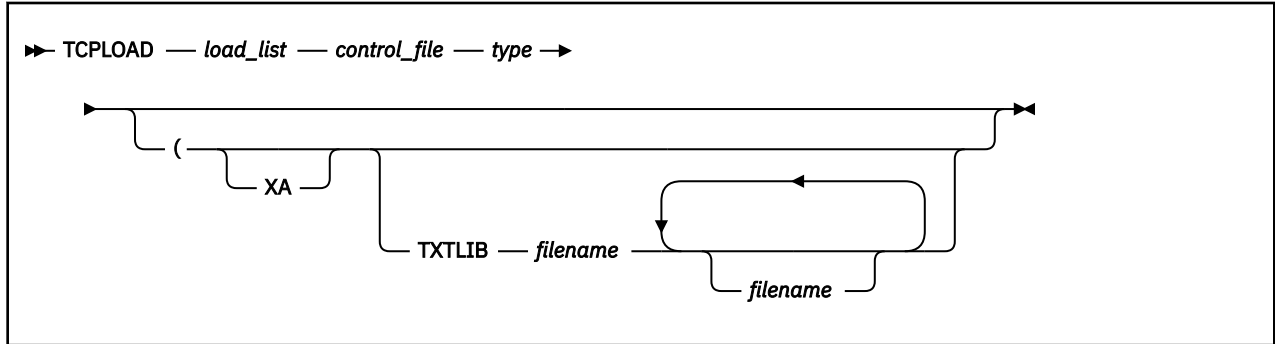 TCPLOAD load_list control_file type
(
XA
TXTLIB filename
filename